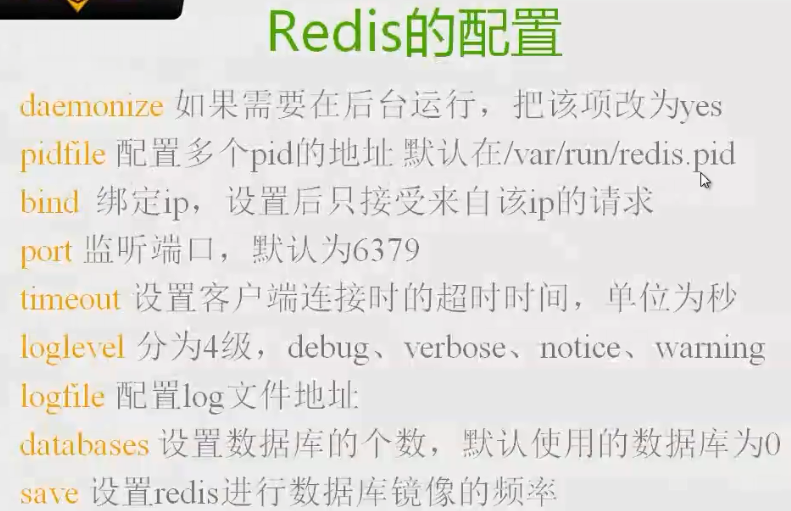 Redis的配置
daemonize 如果需要在后台运行，把该项改为yes
pidfile 配置多个pid的地址 默认在/var/run/redis.pid
bind 绑定ip，设置后只接受来自该ip的请求
port 监听端口，默认为6379
timeout 设置客户端连接时的超时时间，单位为秒
loglevel 分为4级，debug、verbose、notice、warning
logfile 配置log文件地址
databases 设置数据库的个数，默认使用的数据库为0
save 设置redis进行数据库镜像的频率